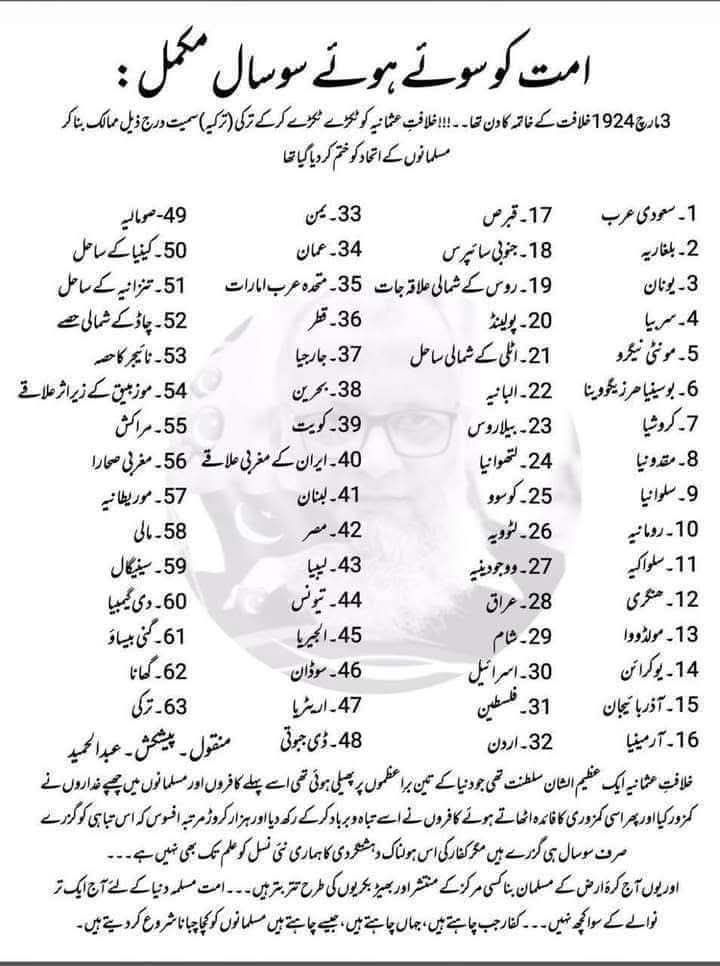 امت کو سوئے ہوئے سو سال مکمل :
3 مارچ 1924 خلافت کے خاتمہ کا دن تھا۔۔!!! خلافتِ عثمانیہ کو ٹکڑے ٹکڑے کر کے ترکی (ترکیہ) سمیت درج ذیل ممالک بنا کر
مسلمانوں کے اتحاد کو ختم کر دیا گیا تھا
1۔ سعودی عرب
2۔ بلغاریہ
3۔ یونان
4۔ سربیا
5۔ مونٹی نیگرو
6۔ بوسنیا ھرزیگووینا
7۔ کروشیا
8۔ مقدونیا
9۔ سلوانیا
10۔ رومانیہ
11۔ سلواکیہ
12۔ ھنگری
13۔ مولڈووا
14۔ یوکرائن
15۔ آذربائیجان
16۔ آرمینیا
17۔ قبرص
18۔ جنوبی سائپرس
19۔ روس کے شمالی علاقہ جات
20۔ پولینڈ
21۔ اٹلی کے شمالی ساحل
22۔ البانیہ
23۔ بیلاروس
24۔ لتھوانیا
25۔ کوسوو
26۔ لٹوویہ
27۔ ووجودینیہ
28۔ عراق
29۔ شام
30۔ اسرائیل
31۔ فلسطین
32۔ اردن
33۔ یمن
34۔ عمان
35۔ متحدہ عرب امارات
36۔ قطر
37۔ جارجیا
38۔ بحرین
39۔ کویت
40۔ ایران کے مغربی علاقے
41۔ لبنان
42۔ مصر
43۔ لیبیا
44۔ تیونس
45۔ الجیریا
46۔ سوڈان
47۔ اریٹریا
48۔ ڈی جبوتی
49-صومالیہ
50۔ کینیا کے ساحل
51۔ تنزانیہ کے ساحل
52۔ چاڈ کے شمالی حصے
53۔ نائیجر کا حصہ
54۔ موزمبیق کے زیر اثر علاقے
55۔ مراکش
56۔ مغربی صحارا
57۔ موریطانیہ
58۔ مالی
59۔ سینیگال
60۔ دی گیمبیا
61۔ گنی بیساؤ
62۔ گھانا
63۔ ترکی
منقول۔ پیشکش۔ عبدالحمید
خلافتِ عثمانیہ ایک عظیم الشان سلطنت تھی جو دنیا کے تین براعظموں پر پھیلی ہوئی تھی اسے پہلے کافروں اور مسلمانوں میں چھپے غداروں نے
کمزور کیا اور پھر اسی کمزوری کا فائدہ اٹھاتے ہوئے کافروں نے اسے تباہ و برباد کر کے رکھ دیا اور ہزار کروڑ مرتبہ افسوس کہ اس تباہی کو گزرے
صرف سو سال ہی گزرے ہیں مگر کفار کی اس ہولناک دہشتگردی کا ہماری نئی نسل کو علم تک بھی نہیں ہے۔۔۔
اور یوں آج کرۂ ارض کے مسلمان بنا کسی مرکز کے منتشر اور بھیڑ بکریوں کی طرح تتر بتر ہیں۔۔۔ امت مسلمہ دنیا کے لئے آج ایک تر
نوالے کے سوا کچھ نہیں۔۔۔ کفار جب چاہتے ہیں، جہاں چاہتے ہیں، جیسے چاہتے ہیں مسلمانوں کو کچا چبانا شروع کر دیتے ہیں۔